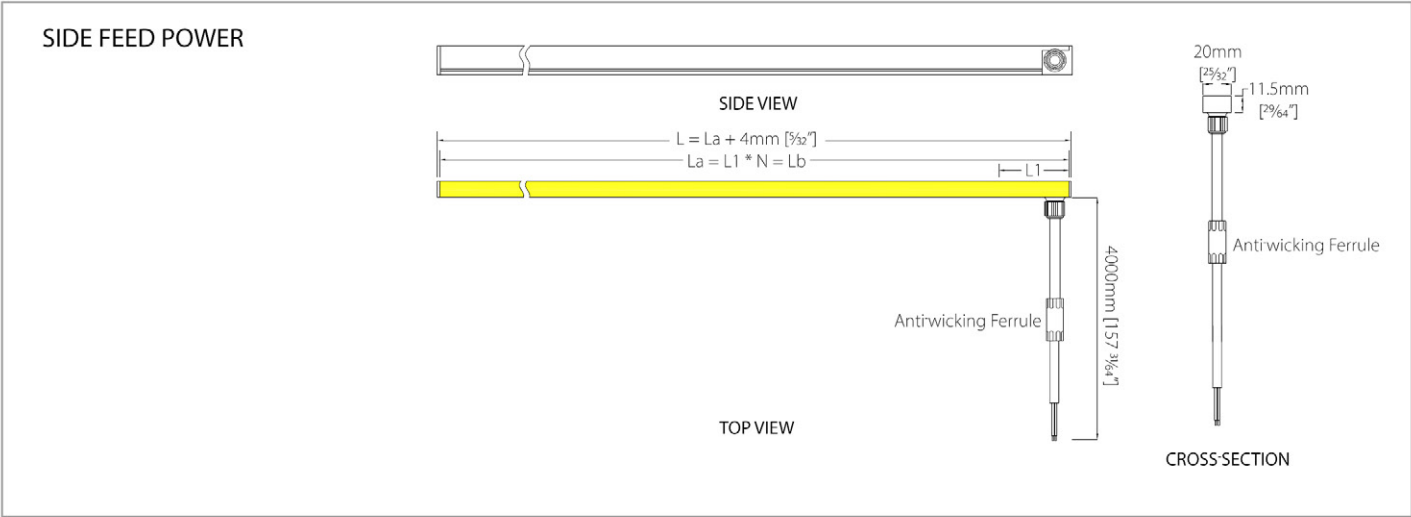 SIDE FEED POWER
SIDE VIEW
L = La + 4mm [5⁄32"]
La = L1 * N = Lb
L1
Anti-wicking Ferrule
4000mm [157 31⁄64"]
TOP VIEW
20mm
[25⁄32"]
11.5mm
[29⁄64"]
Anti-wicking Ferrule
CROSS-SECTION